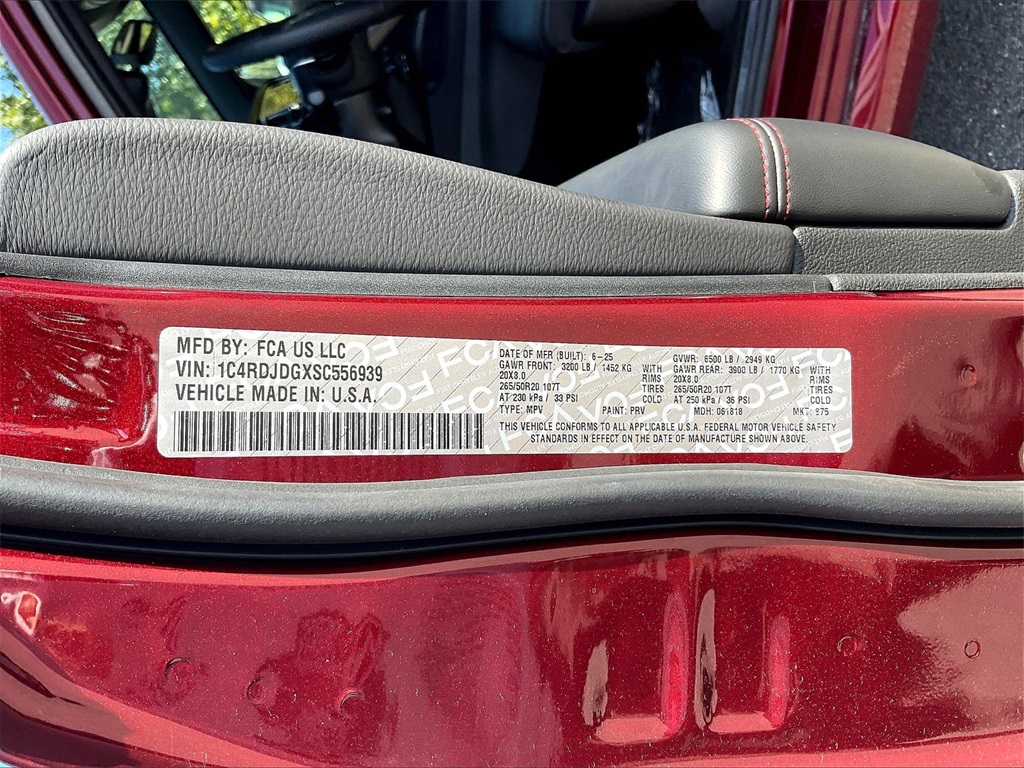 MFD BY: FCA US LLC
VIN: 1C4RDJDGXSC556939
VEHICLE MADE IN: U.S.A.
DATE OF MFR (BUILT): 6-25 GVWR: 6500 LB / 2949 KG
GAWR FRONT: 3200 LB / 1452 KG WITH GAWR REAR: 3900 LB / 1770 KG WITH
20X8.0 RIMS 20X8.0 RIMS
265/50R20 107T TIRES 265/50R20 107T TIRES
AT 230 kPa / 33 PSI COLD AT 250 kPa / 36 PSI COLD
TYPE: MPV PAINT: PRV MDH: 061818 MKT: 975
THIS VEHICLE CONFORMS TO ALL APPLICABLE U.S.A. FEDERAL MOTOR VEHICLE SAFETY
STANDARDS IN EFFECT ON THE DATE OF MANUFACTURE SHOWN ABOVE.